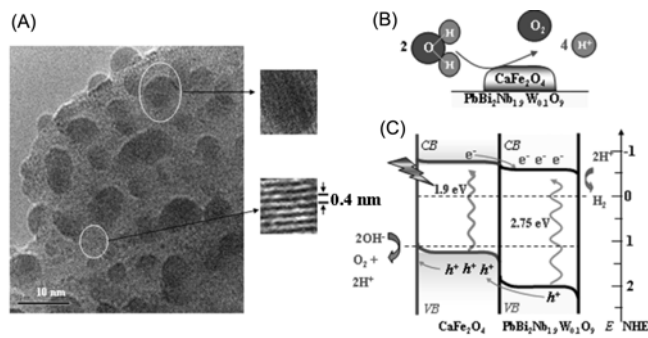 (A)
10 nm
0.4 nm
(B)
2
O
H
H
O₂
4
H⁺
CaFe₂O₄
PbBi₂Nb₁.₉W₀.₁O₉
(C)
CB
CB
e⁻
e⁻ e⁻ e⁻
2H⁺
H₂
1.9 eV
2.75 eV
2OH⁻
O₂ +
2H⁺
h⁺ h⁺ h⁺
h⁺
VB
VB
-1
0
1
2
CaFe₂O₄ PbBi₂Nb₁.₉W₀.₁O₉ E NHE